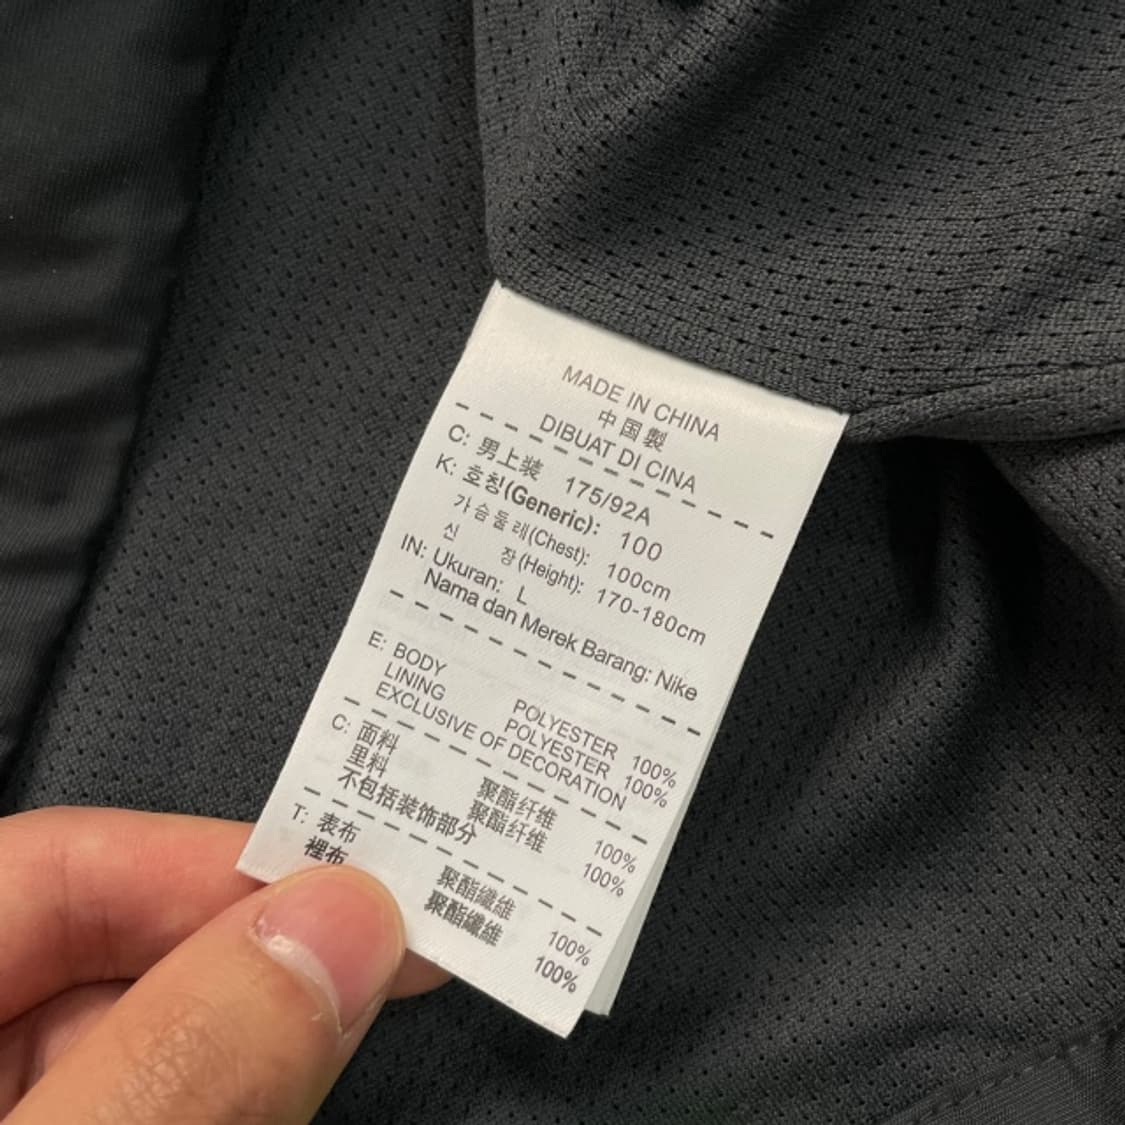 MADE IN CHINA
中国製
DIBUAT DI CINA
C: 男上装 175/92A
K: 호칭(Generic): 100
가슴둘레(Chest): 100cm
신 장(Height): 170-180cm
IN: Ukuran: L
Nama dan Merek Barang: Nike
E: BODY POLYESTER 100%
LINING POLYESTER 100%
EXCLUSIVE OF DECORATION
C: 面料 聚酯纤维 100%
里料 聚酯纤维 100%
不包括装饰部分
T: 表布 聚酯纖維 100%
裡布 聚酯纖維 100%